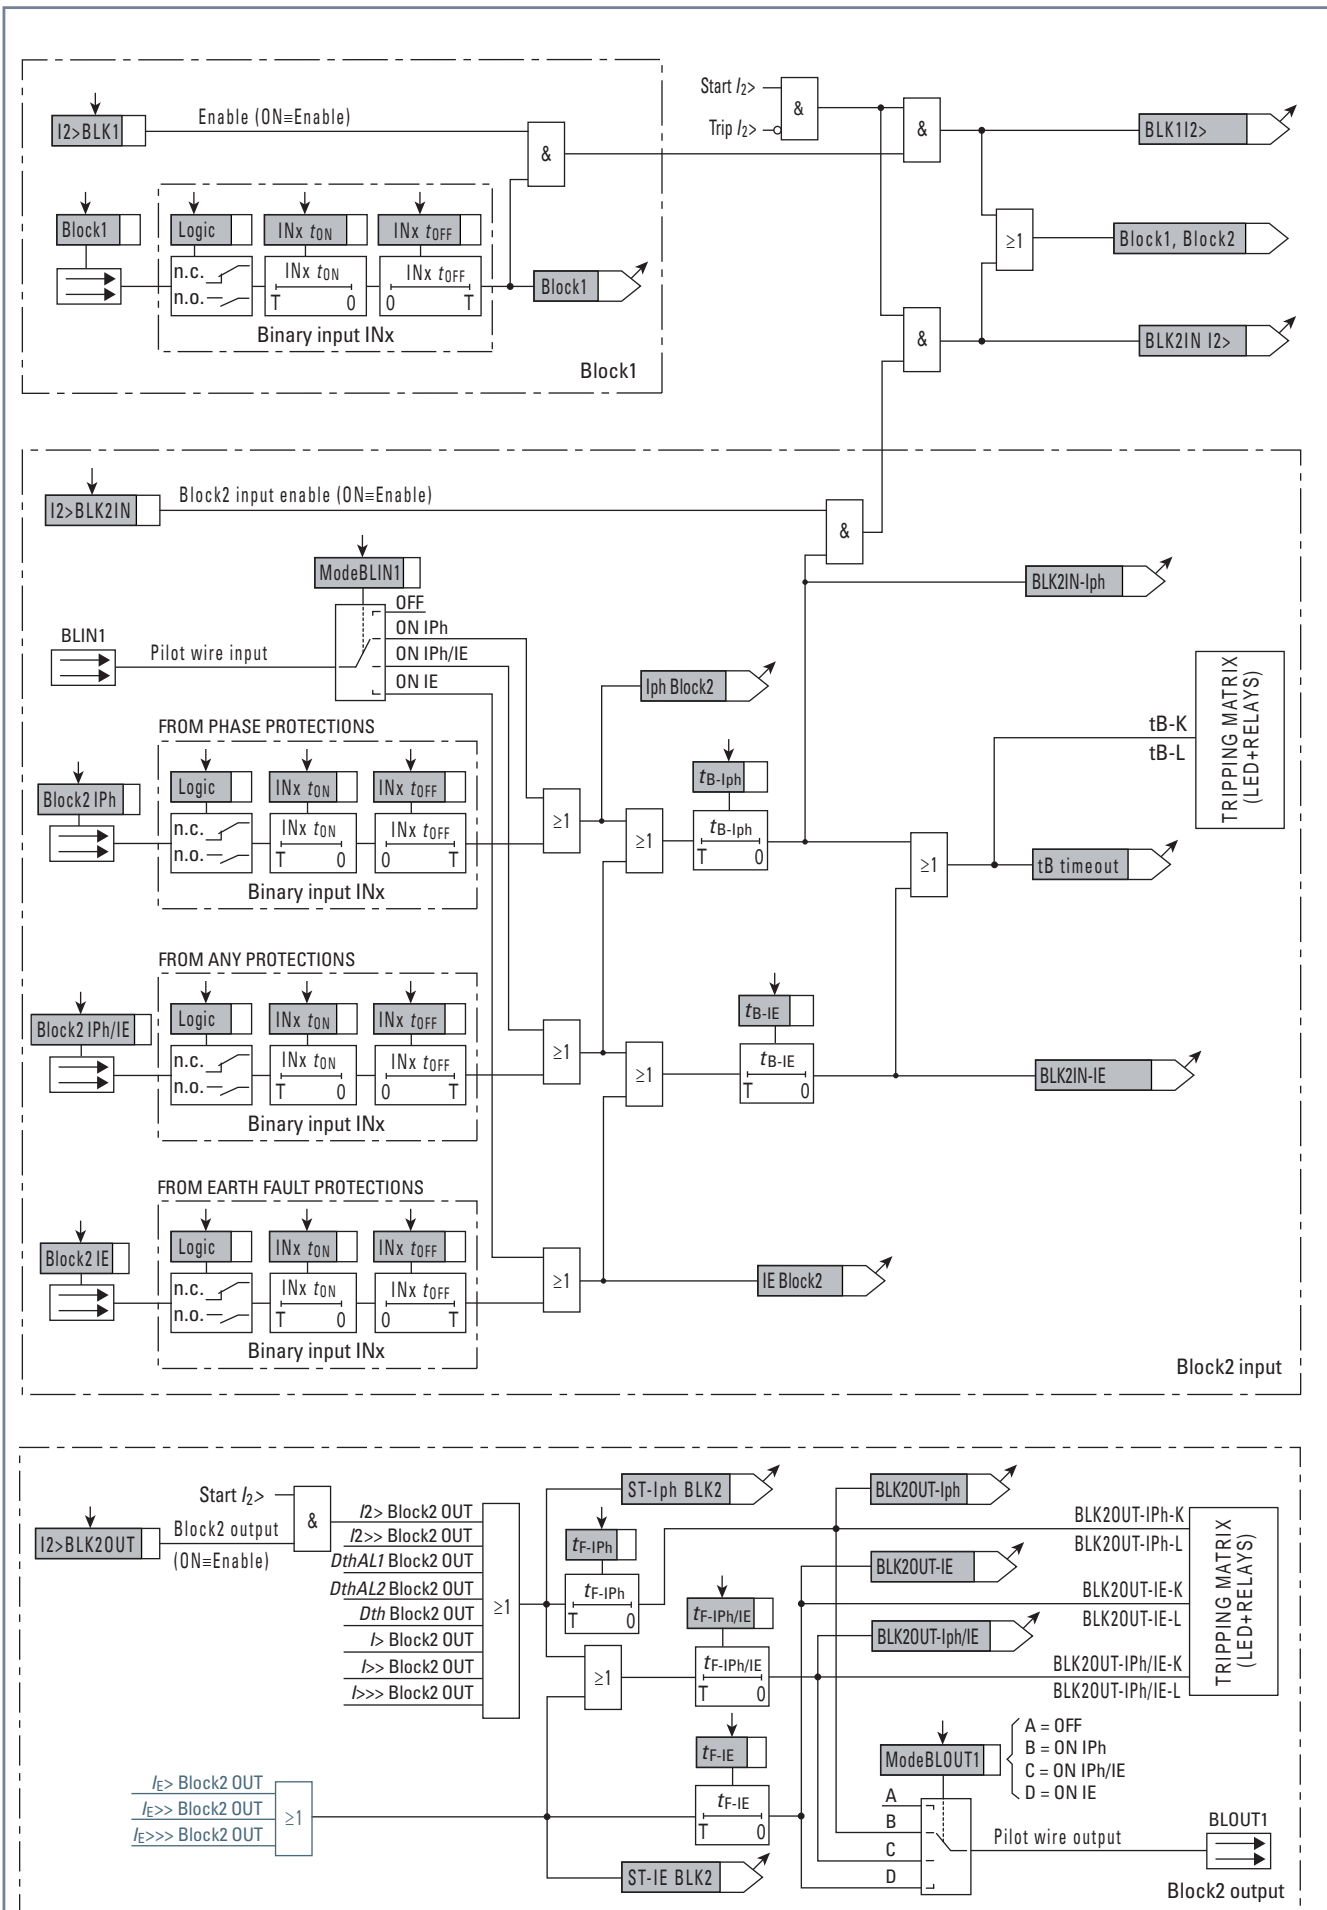 Start I2>
Trip I2>
&
I2>BLK1
Enable (ON≡Enable)
&
&
BLK1I2>
Block1
Logic
INx tON
INx tOFF
n.c.
n.o.
INx tON
T 0
INx tOFF
0 T
Binary input INx
Block1
Block1
≥1
Block1, Block2
&
BLK2IN I2>
I2>BLK2IN
Block2 input enable (ON≡Enable)
&
ModeBLIN1
OFF
ON IPh
ON IPh/IE
ON IE
BLIN1
Pilot wire input
BLK2IN-Iph
Iph Block2
TRIPPING MATRIX
(LED+RELAYS)
tB-K
tB-L
FROM PHASE PROTECTIONS
Block2 IPh
Logic
INx tON
INx tOFF
n.c.
n.o.
INx tON
T 0
INx tOFF
0 T
Binary input INx
≥1
≥1
tB-Iph
tB-Iph
T 0
≥1
tB timeout
FROM ANY PROTECTIONS
Block2 IPh/IE
Logic
INx tON
INx tOFF
n.c.
n.o.
INx tON
T 0
INx tOFF
0 T
Binary input INx
≥1
≥1
tB-IE
tB-IE
T 0
BLK2IN-IE
FROM EARTH FAULT PROTECTIONS
Block2 IE
Logic
INx tON
INx tOFF
n.c.
n.o.
INx tON
T 0
INx tOFF
0 T
Binary input INx
≥1
IE Block2
Block2 input
Start I2>
I2>BLK2OUT
Block2 output
(ON≡Enable)
&
I2> Block2 OUT
I2>> Block2 OUT
DthAL1 Block2 OUT
DthAL2 Block2 OUT
Dth Block2 OUT
I> Block2 OUT
I>> Block2 OUT
I>>> Block2 OUT
≥1
ST-Iph BLK2
tF-IPh
tF-IPh
T 0
BLK2OUT-Iph
BLK2OUT-IE
BLK2OUT-Iph/IE
BLK2OUT-IPh-K
BLK2OUT-IPh-L
BLK2OUT-IE-K
BLK2OUT-IE-L
BLK2OUT-IPh/IE-K
BLK2OUT-IPh/IE-L
TRIPPING MATRIX
(LED+RELAYS)
≥1
tF-IPh/IE
tF-IPh/IE
T 0
IE> Block2 OUT
IE>> Block2 OUT
IE>>> Block2 OUT
≥1
tF-IE
tF-IE
T 0
ST-IE BLK2
ModeBLOUT1
A = OFF
B = ON IPh
C = ON IPh/IE
D = ON IE
A
B
C
D
Pilot wire output
BLOUT1
Block2 output